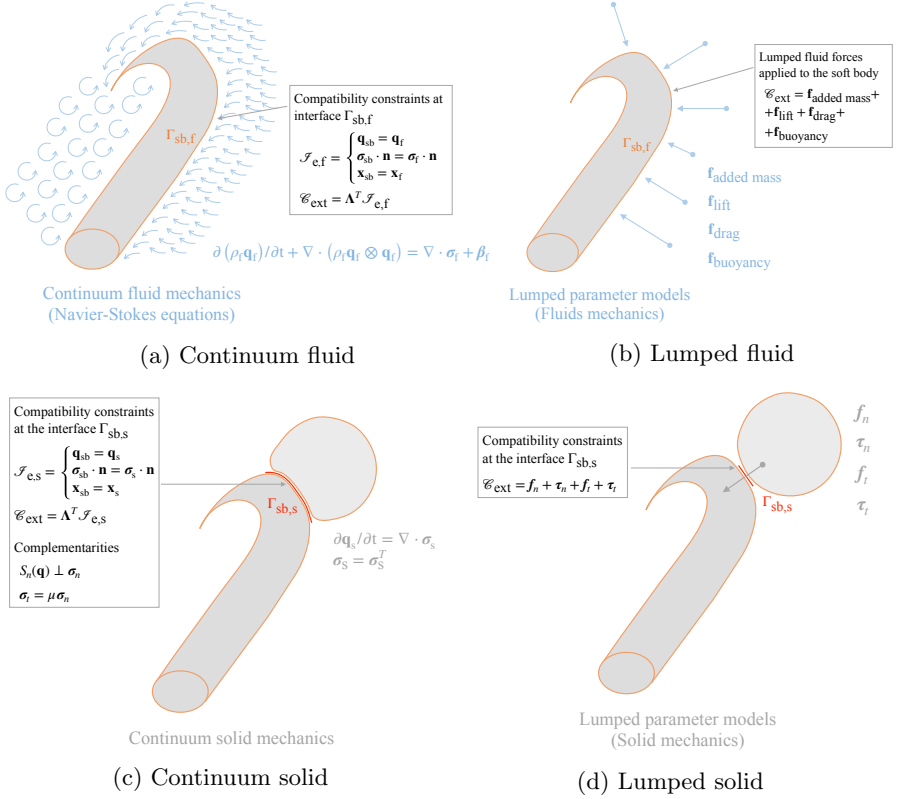 Compatibility constraints at
interface Γsb,f
𝒥e,f = { qsb = qf
σsb · n = σf · n
xsb = xf
𝒞ext = Λ^T 𝒥e,f
Γsb,f
∂(ρf qf)/∂t + ∇ · (ρf qf ⊗ qf) = ∇ · σf + βf
Continuum fluid mechanics
(Navier-Stokes equations)
(a) Continuum fluid
Lumped fluid forces
applied to the soft body
𝒞ext = fadded mass+
+flift + fdrag+
+fbuoyancy
Γsb,f
fadded mass
flift
fdrag
fbuoyancy
Lumped parameter models
(Fluids mechanics)
(b) Lumped fluid
Compatibility constraints
at the interface Γsb,s
𝒥e,s = { qsb = qs
σsb · n = σs · n
xsb = xs
𝒞ext = Λ^T 𝒥e,s
Complementarities
Sn(q) ⊥ σn
σt = μσn
Γsb,s
∂qs/∂t = ∇ · σs
σs = σs^T
Continuum solid mechanics
(c) Continuum solid
Compatibility constraints
at the interface Γsb,s
𝒞ext = fn + τn + ft + τt
Γsb,s
fn
τn
ft
τt
Lumped parameter models
(Solid mechanics)
(d) Lumped solid